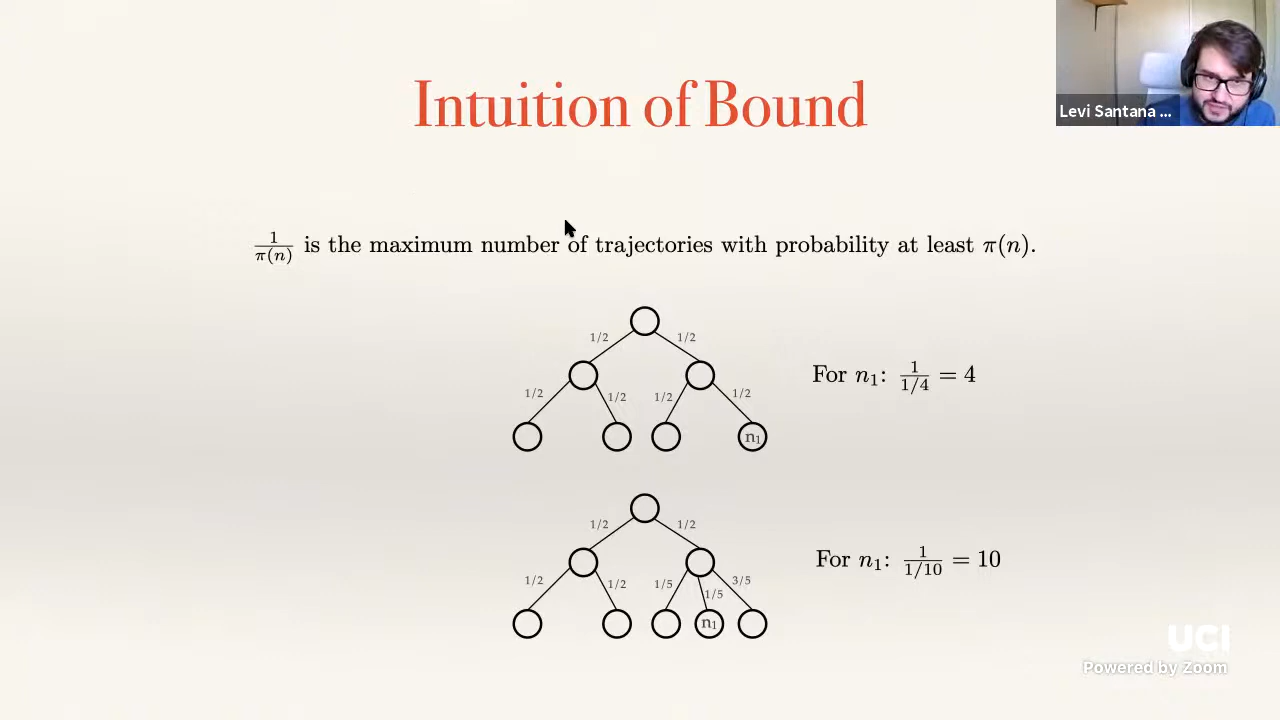 Intuition of Bound
Levi Santana ...
1/π(n) is the maximum number of trajectories with probability at least π(n).
1/2 1/2
1/2 1/2 1/2 1/2
n₁
For n₁: 1/(1/4) = 4
1/2 1/2
1/2 1/2 1/5 1/5 3/5
n₁
For n₁: 1/(1/10) = 10
UCI
Powered by Zoom